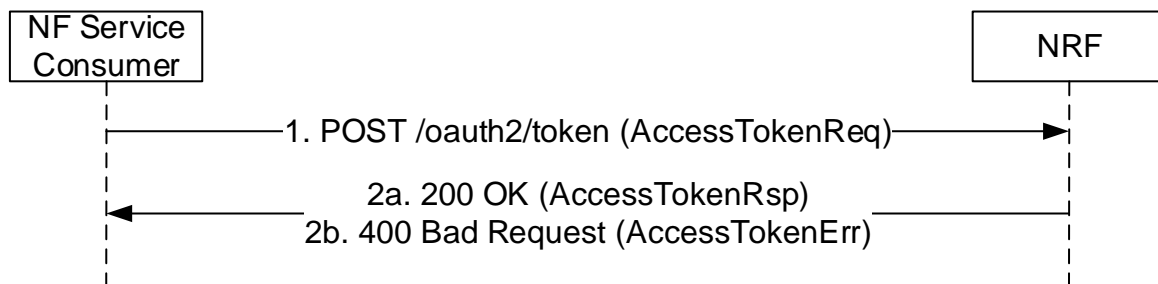 NF Service
Consumer
NRF
1. POST /oauth2/token (AccessTokenReq)
2a. 200 OK (AccessTokenRsp)
2b. 400 Bad Request (AccessTokenErr)